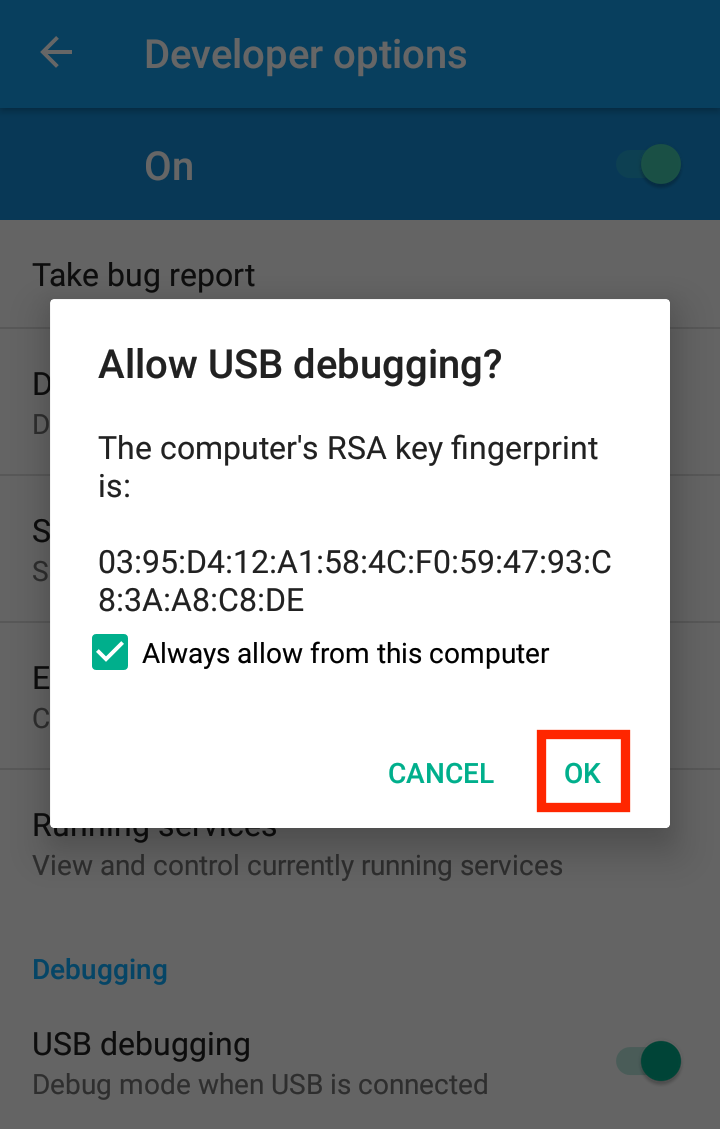 Developer options
On
Take bug report
Allow USB debugging?
The computer's RSA key fingerprint
is:
03:95:D4:12:A1:58:4C:F0:59:47:93:C
8:3A:A8:C8:DE
Always allow from this computer
CANCEL OK
Running services
View and control currently running services
Debugging
USB debugging
Debug mode when USB is connected